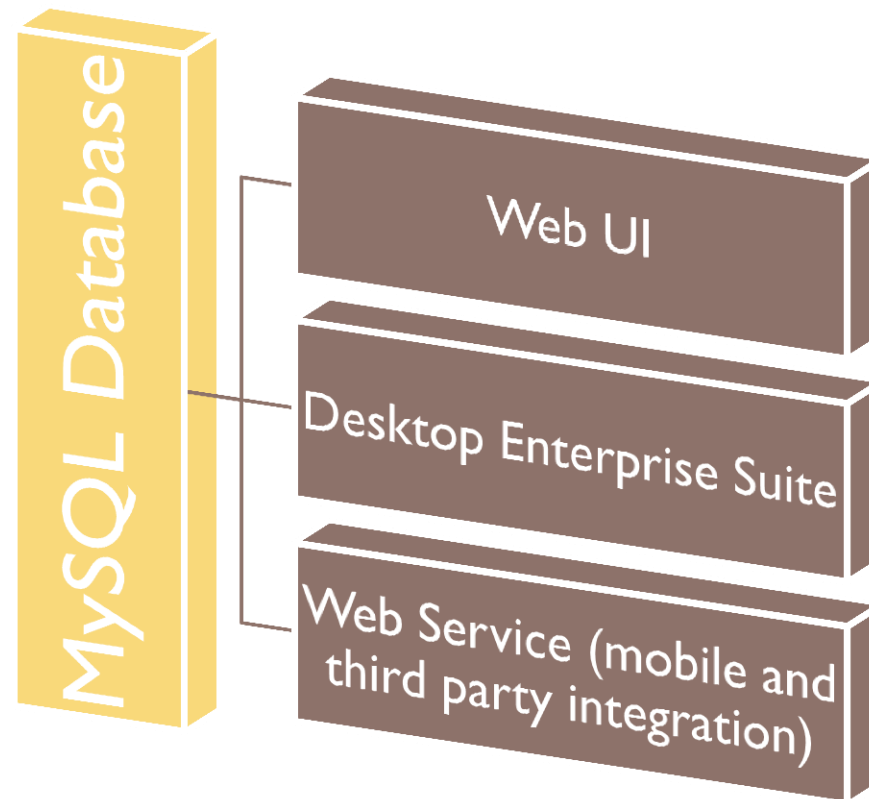 MySQL Database
Web UI
Desktop Enterprise Suite
Web Service (mobile and
third party integration)